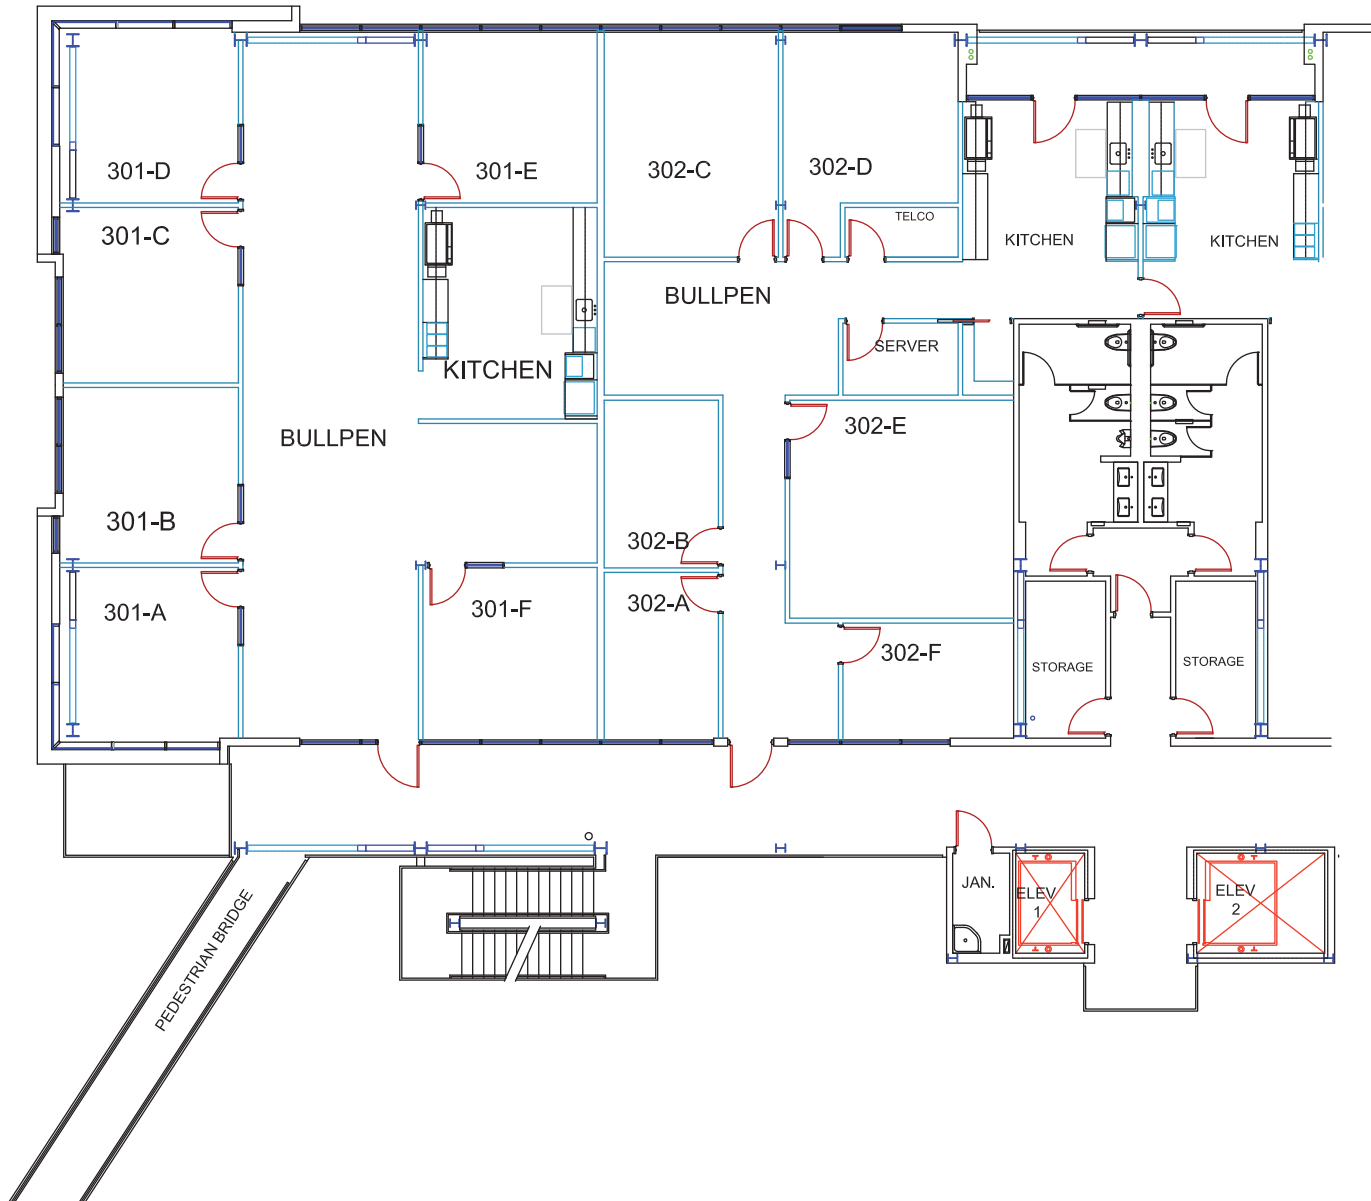 301-D
301-E
302-C
302-D
TELCO
301-C
KITCHEN
KITCHEN
BULLPEN
SERVER
KITCHEN
BULLPEN
302-E
301-B
302-B
301-A
301-F
302-A
302-F
STORAGE
STORAGE
JAN.
ELEV
1
ELEV
2
PEDESTRIAN BRIDGE